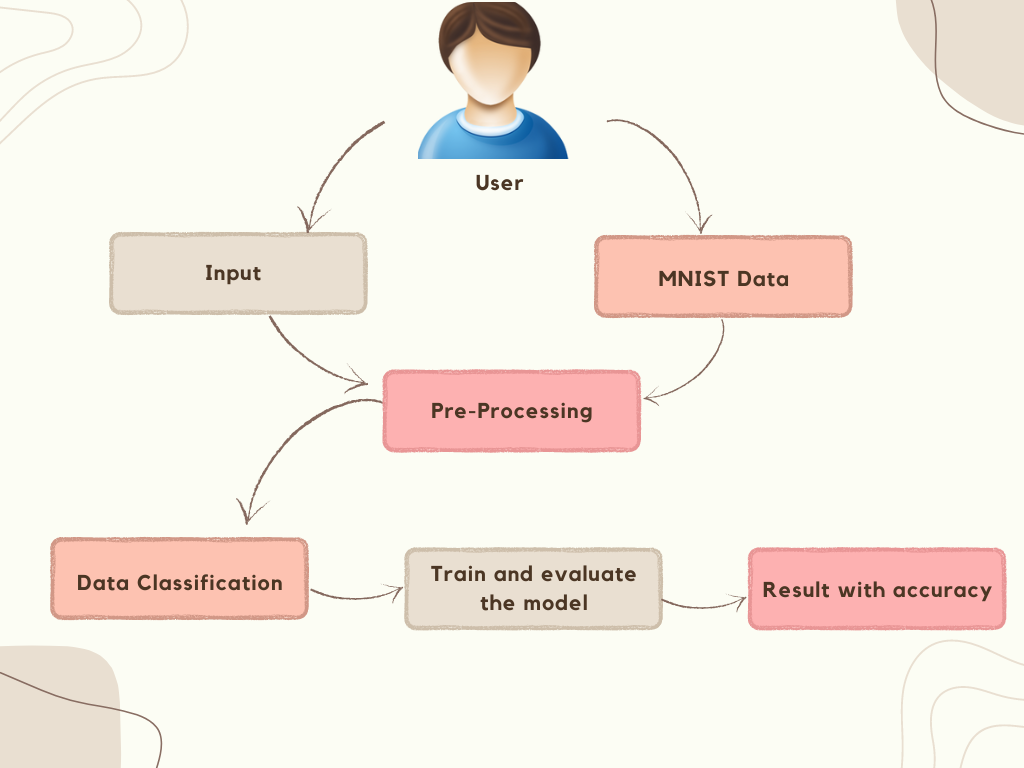 User
Input
MNIST Data
Pre-Processing
Data Classification
Train and evaluate
the model
Result with accuracy